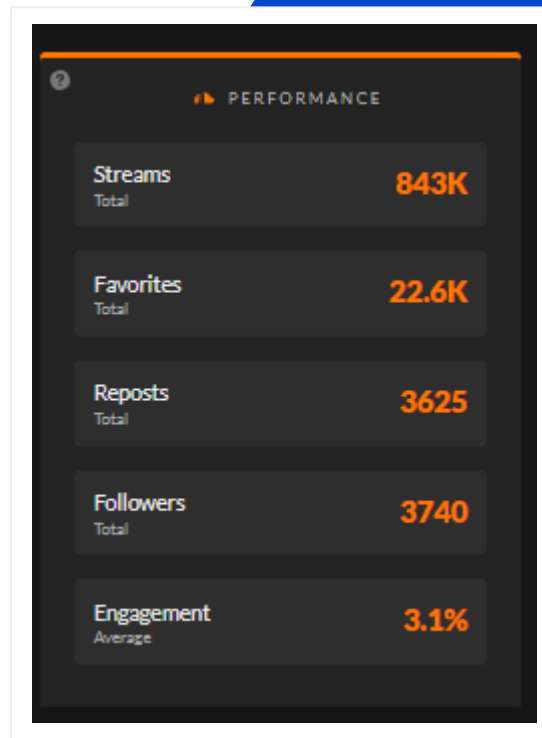 PERFORMANCE
Streams
Total
843K
Favorites
Total
22.6K
Reposts
Total
3625
Followers
Total
3740
Engagement
Average
3.1%